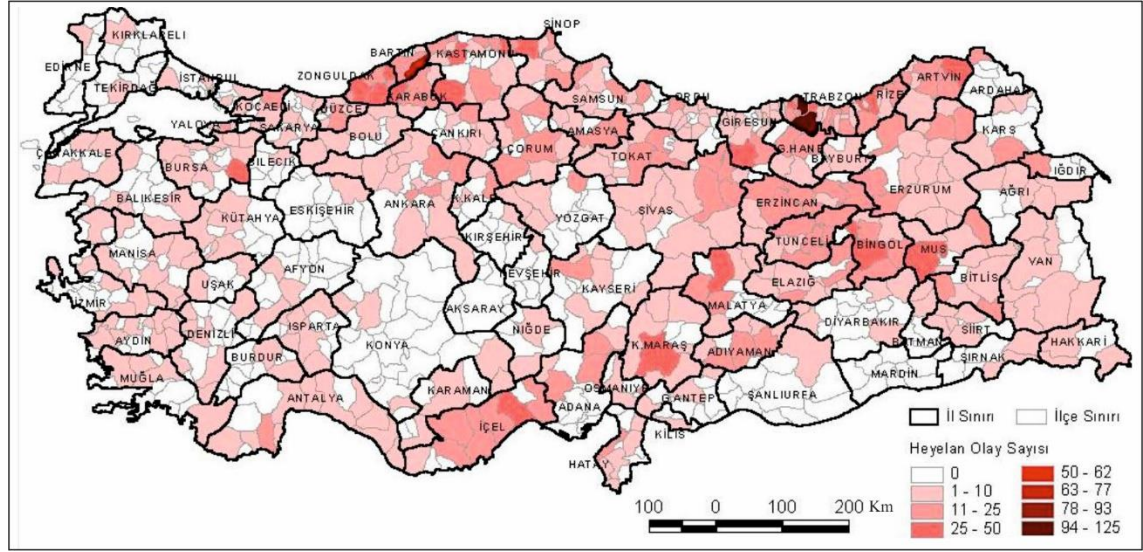 SİNOP
KIRKLARELİ
BARTIN
KASTAMONU
EDİRNE
İSTANBUL
ZONGULDAK
ARTVİN
TEKİRDAĞ
KARABÜK
SAMSUN
ORDU
TRABZON
RİZE
ARDAHAN
KOCAELİ
DÜZCE
YALOVA
SAKARYA
BOLU
ÇANKIRI
AMASYA
GİRESUN
KARS
ÇANAKKALE
BURSA
BİLECİK
ÇORUM
TOKAT
G.HANE
BAYBURT
IĞDIR
BALIKESİR
ESKİŞEHİR
ANKARA
K.KALE
YOZGAT
SİVAS
ERZİNCAN
ERZURUM
AĞRI
KÜTAHYA
KIRŞEHİR
TUNCELİ
BİNGÖL
MUŞ
MANİSA
AFYON
NEVŞEHİR
KAYSERİ
ELAZIĞ
BİTLİS
VAN
UŞAK
İZMİR
AKSARAY
MALATYA
DİYARBAKIR
SİİRT
AYDIN
DENİZLİ
ISPARTA
KONYA
NİĞDE
K.MARAŞ
ADIYAMAN
BATMAN
ŞIRNAK
HAKKARİ
BURDUR
MUĞLA
ANTALYA
KARAMAN
OSMANİYE
ADANA
G.ANTEP
ŞANLIURFA
MARDİN
İÇEL
KİLİS
HATAY
İl Sınırı İlçe Sınırı
Heyelan Olay Sayısı
0 50 - 62
1 - 10 63 - 77
11 - 25 78 - 93
25 - 50 94 - 125
100 0 100 200 Km